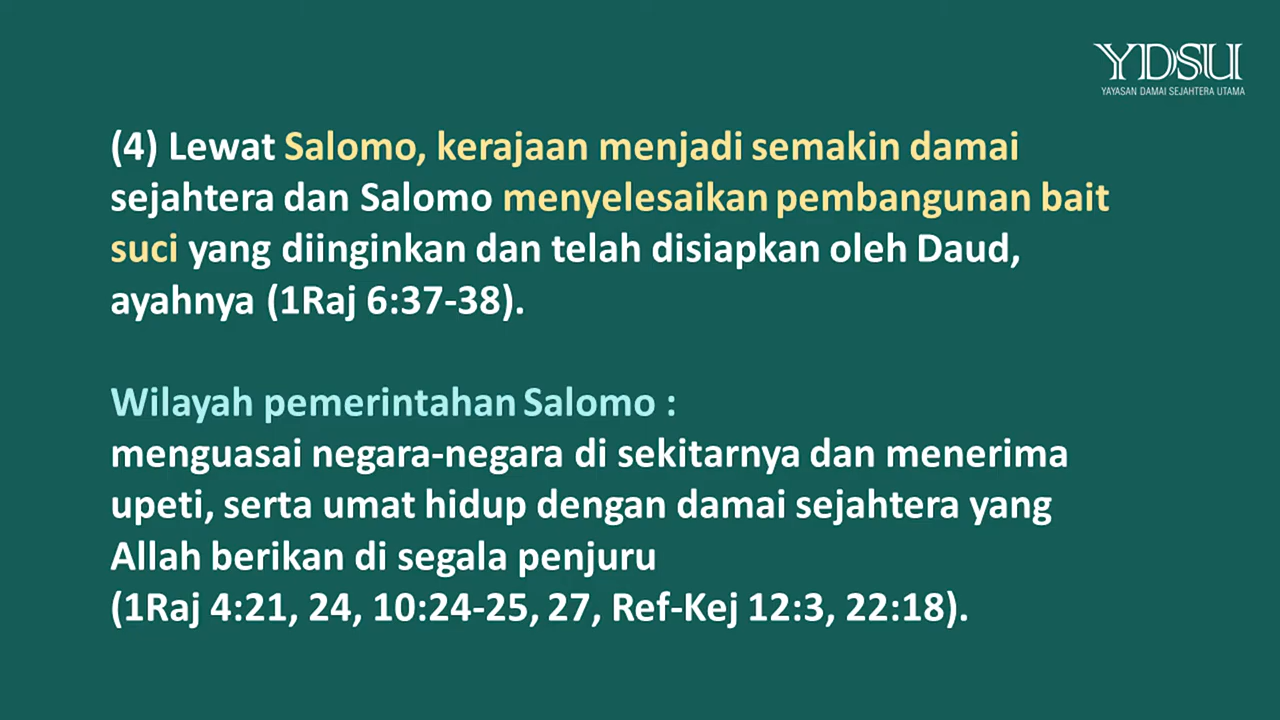 YDSU
YAYASAN DAMAI SEJAHTERA UTAMA
(4) Lewat Salomo, kerajaan menjadi semakin damai
sejahtera dan Salomo menyelesaikan pembangunan bait
suci yang diinginkan dan telah disiapkan oleh Daud,
ayahnya (1Raj 6:37-38).
Wilayah pemerintahan Salomo :
menguasai negara-negara di sekitarnya dan menerima
upeti, serta umat hidup dengan damai sejahtera yang
Allah berikan di segala penjuru
(1Raj 4:21, 24, 10:24-25, 27, Ref-Kej 12:3, 22:18).